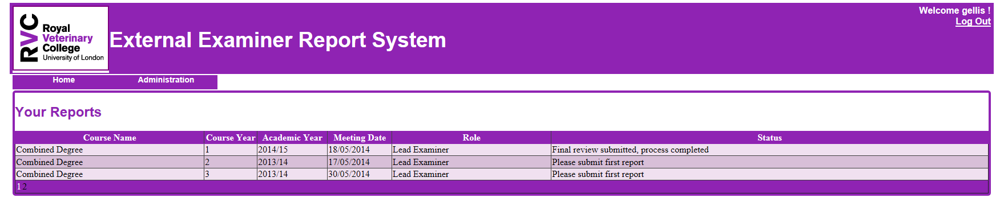 Welcome gellis !
Log Out
RVC
Royal
Veterinary
College
University of London
External Examiner Report System
Home Administration
Your Reports
Course Name Course Year Academic Year Meeting Date Role Status
Combined Degree 1 2014/15 18/05/2014 Lead Examiner Final review submitted, process completed
Combined Degree 2 2013/14 17/05/2014 Lead Examiner Please submit first report
Combined Degree 3 2013/14 30/05/2014 Lead Examiner Please submit first report
1 2